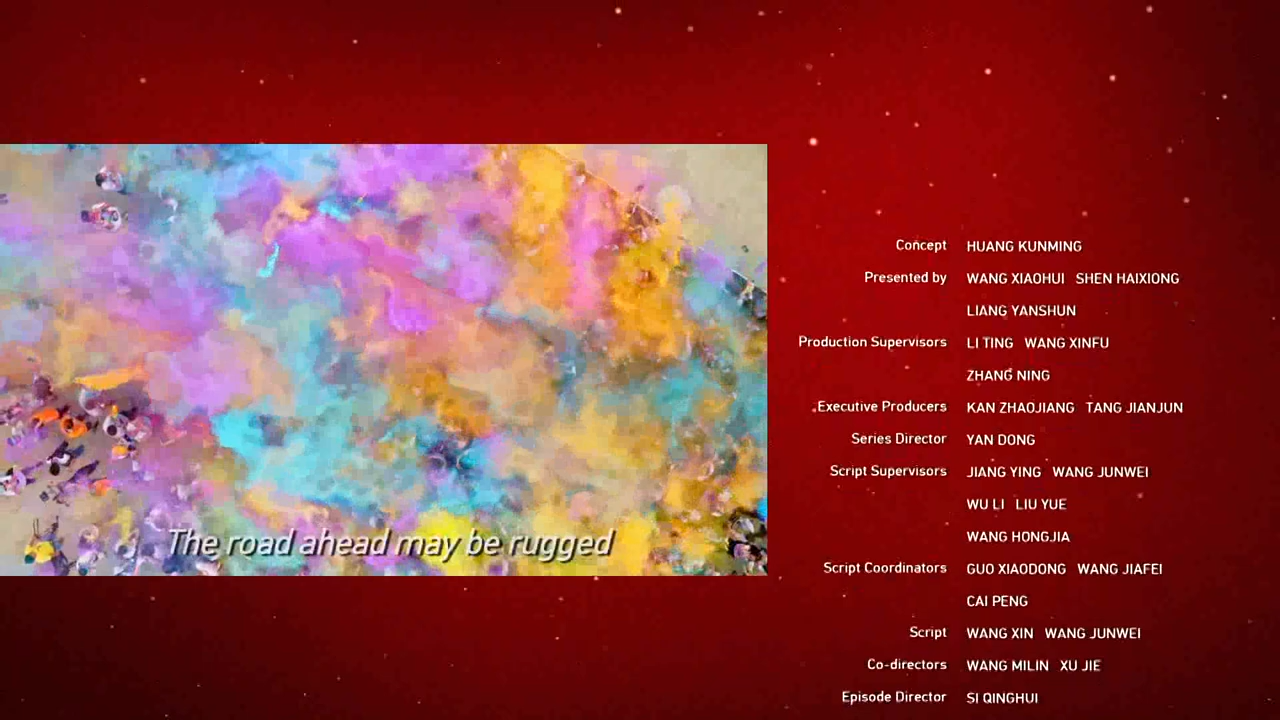 The road ahead may be rugged
Concept HUANG KUNMING
Presented by WANG XIAOHUI SHEN HAIXIONG
LIANG YANSHUN
Production Supervisors LI TING WANG XINFU
ZHANG NING
Executive Producers KAN ZHAOJIANG TANG JIANJUN
Series Director YAN DONG
Script Supervisors JIANG YING WANG JUNWEI
WU LI LIU YUE
WANG HONGJIA
Script Coordinators GUO XIAODONG WANG JIAFEI
CAI PENG
Script WANG XIN WANG JUNWEI
Co-directors WANG MILIN XU JIE
Episode Director SI QINGHUI